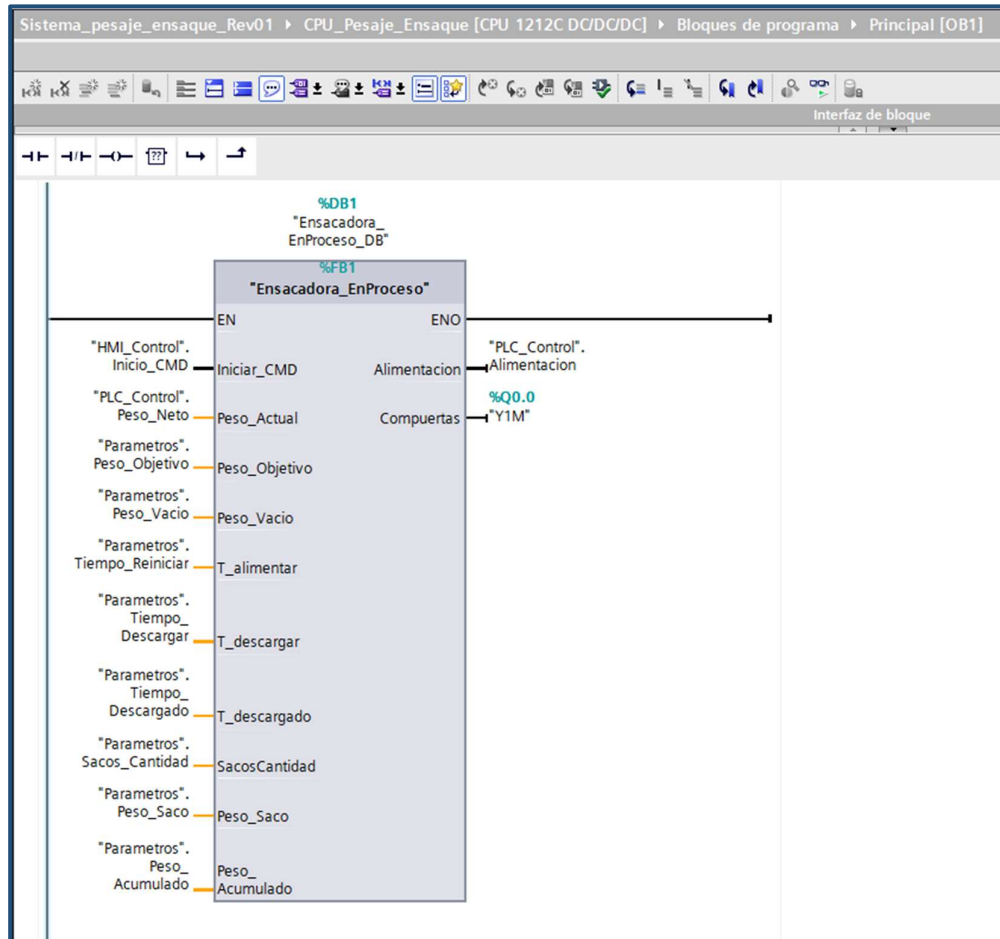 Sistema_pesaje_ensaque_Rev01 ▸ CPU_Pesaje_Ensaque [CPU 1212C DC/DC/DC] ▸ Bloques de programa ▸ Principal [OB1]
Interfaz de bloque
??
%DB1
"Ensacadora_
EnProceso_DB"
%FB1
"Ensacadora_EnProceso"
EN
ENO
"HMI_Control".
Inicio_CMD
Iniciar_CMD
Alimentacion
"PLC_Control".
Alimentacion
"PLC_Control".
Peso_Neto
Peso_Actual
Compuertas
%Q0.0
"Y1M"
"Parametros".
Peso_Objetivo
Peso_Objetivo
"Parametros".
Peso_Vacio
Peso_Vacio
"Parametros".
Tiempo_Reiniciar
T_alimentar
"Parametros".
Tiempo_
Descargar
T_descargar
"Parametros".
Tiempo_
Descargado
T_descargado
"Parametros".
Sacos_Cantidad
SacosCantidad
"Parametros".
Peso_Saco
Peso_Saco
"Parametros".
Peso_
Acumulado
Peso_
Acumulado